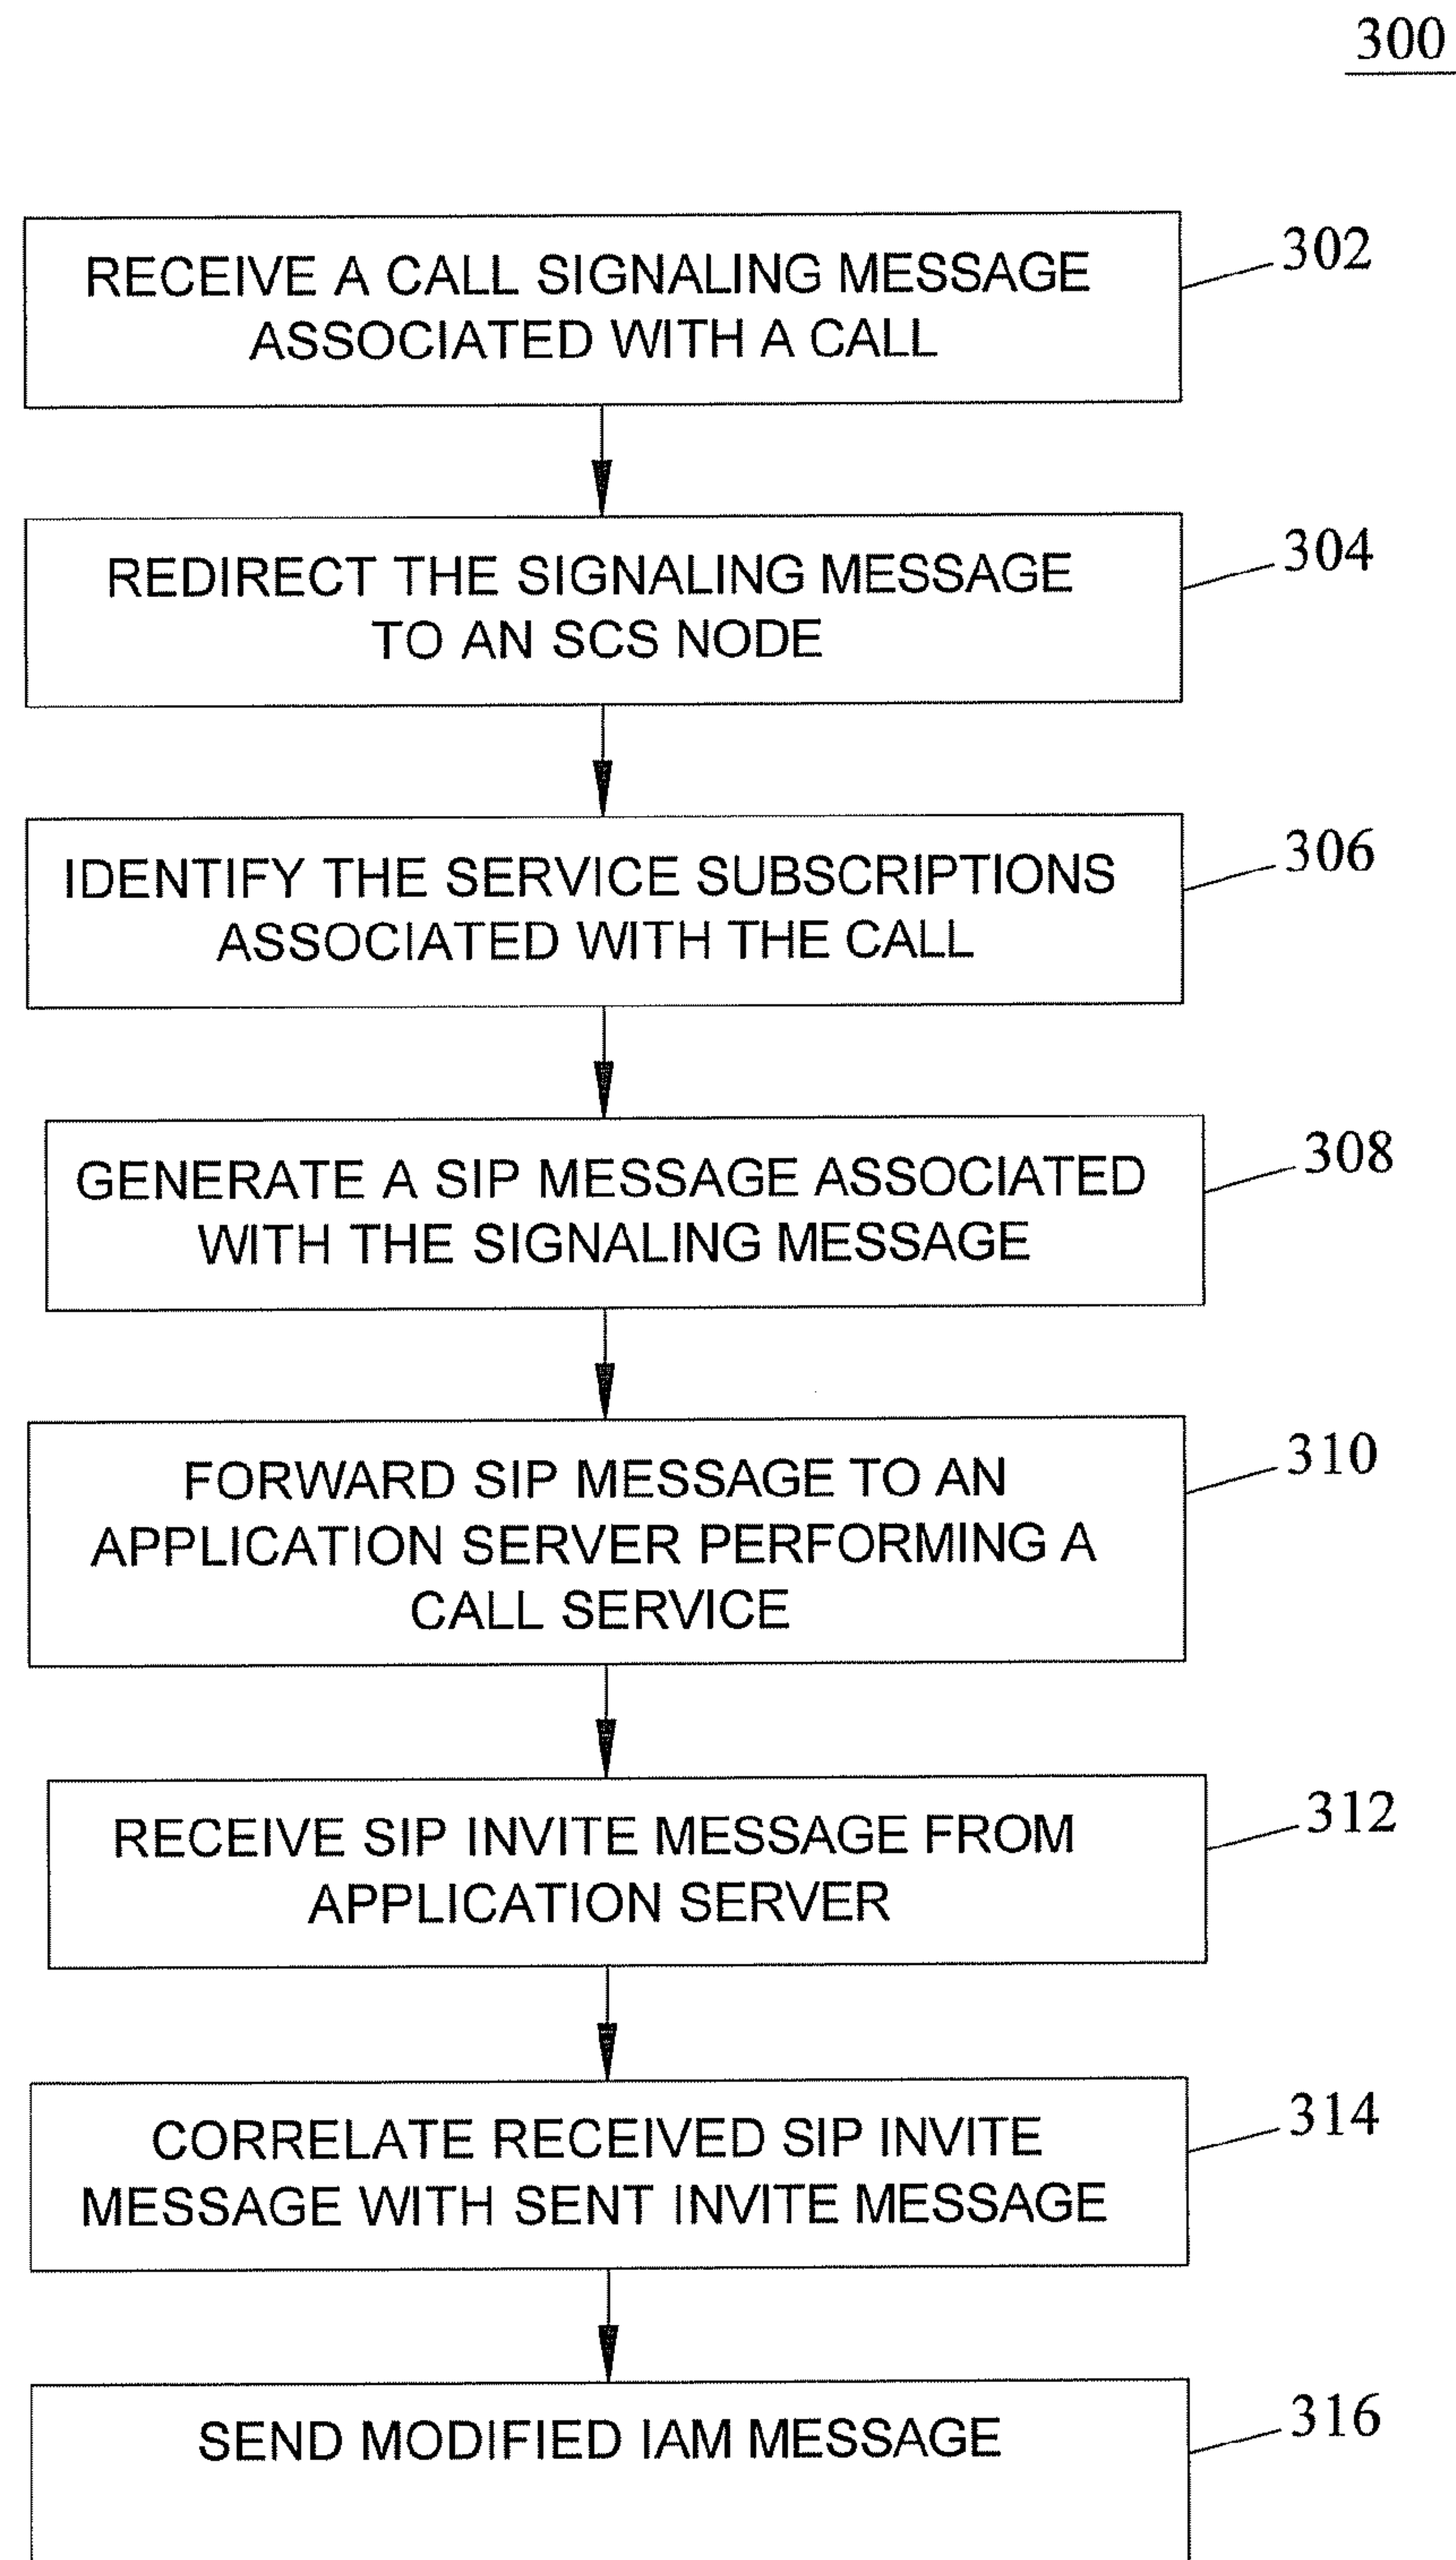 300
RECEIVE A CALL SIGNALING MESSAGE
ASSOCIATED WITH A CALL
302
REDIRECT THE SIGNALING MESSAGE
TO AN SCS NODE
304
IDENTIFY THE SERVICE SUBSCRIPTIONS
ASSOCIATED WITH THE CALL
306
GENERATE A SIP MESSAGE ASSOCIATED
WITH THE SIGNALING MESSAGE
308
FORWARD SIP MESSAGE TO AN
APPLICATION SERVER PERFORMING A
CALL SERVICE
310
RECEIVE SIP INVITE MESSAGE FROM
APPLICATION SERVER
312
CORRELATE RECEIVED SIP INVITE
MESSAGE WITH SENT INVITE MESSAGE
314
SEND MODIFIED IAM MESSAGE
316